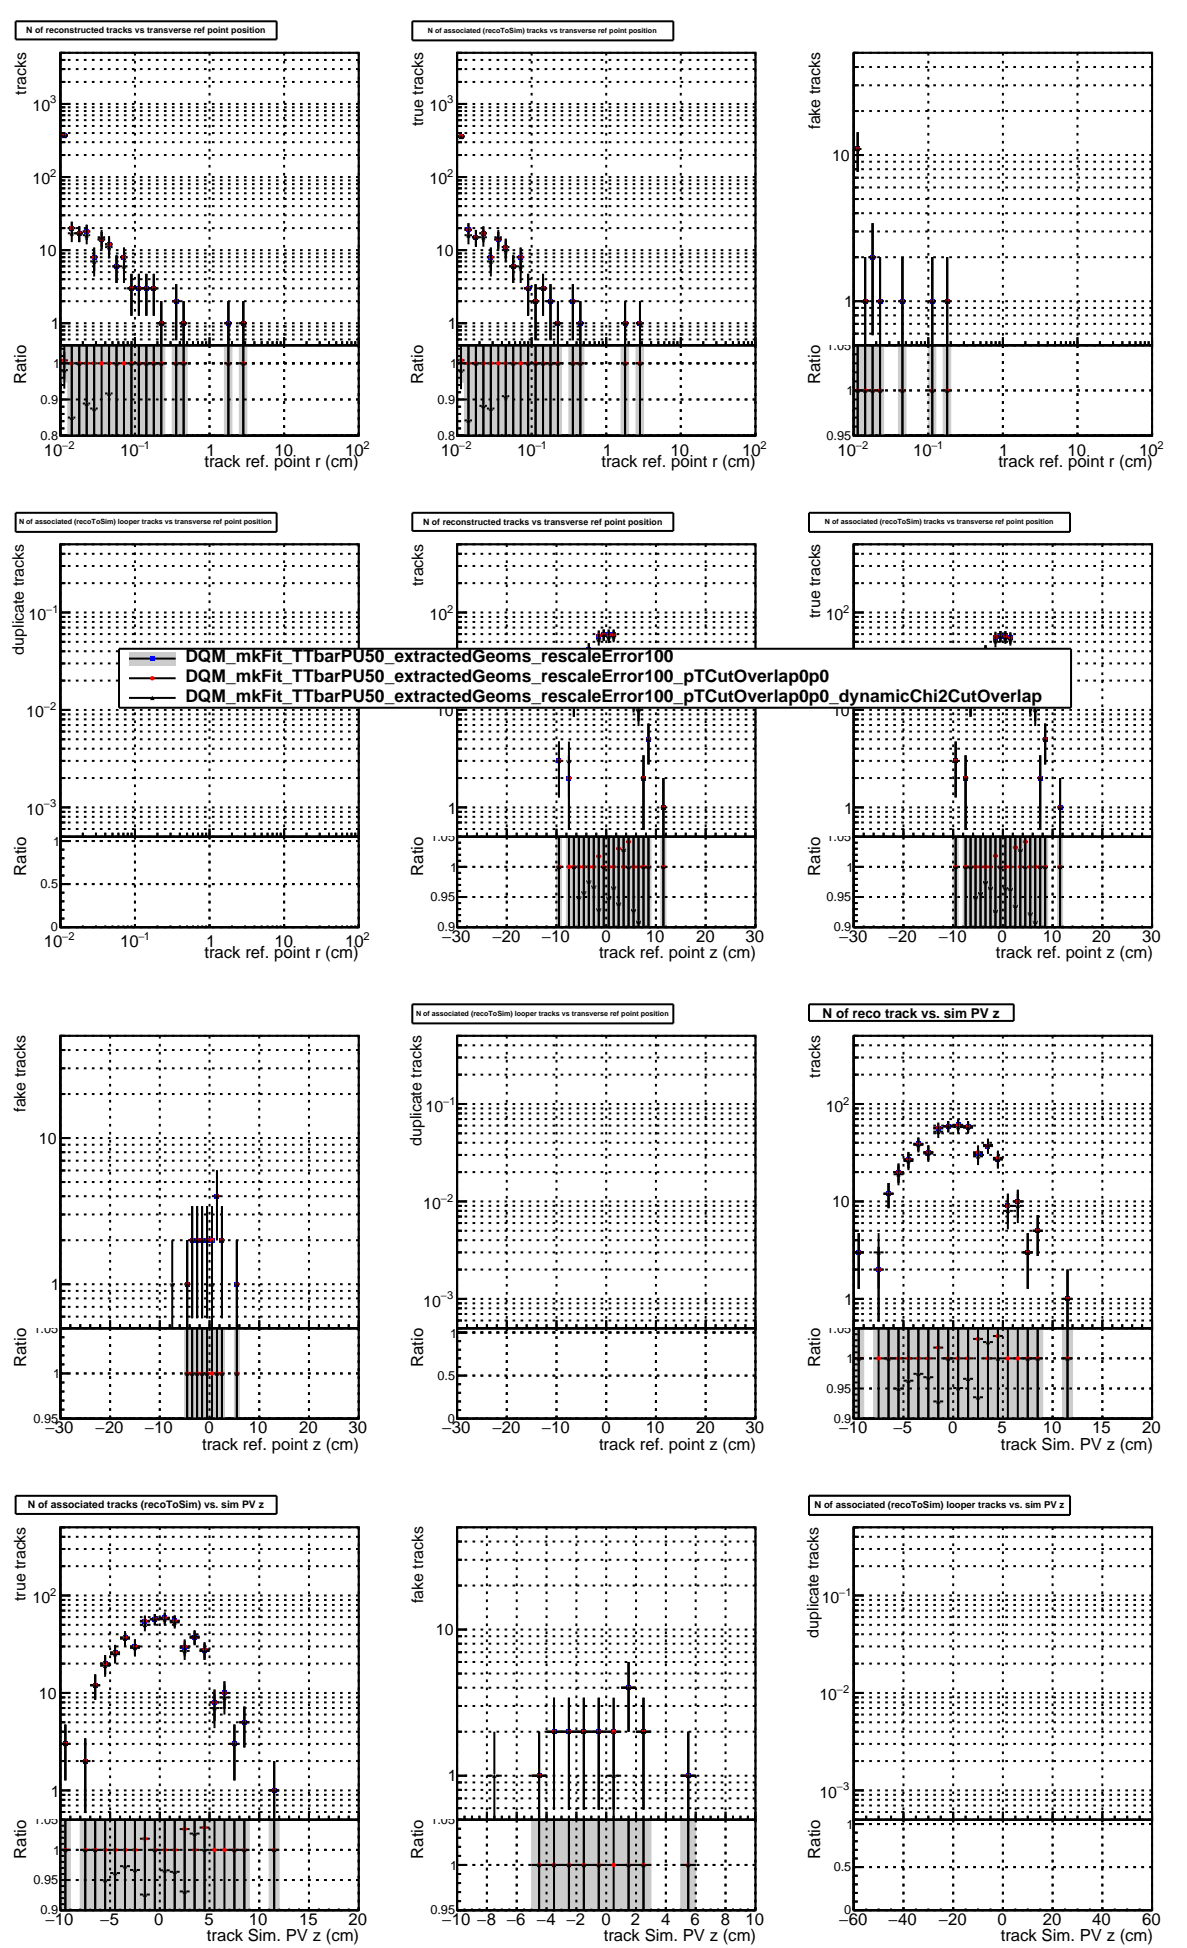 N of reconstructed tracks vs transverse ref point position
N of associated (recoToSim) tracks vs transverse ref point position
tracks
10³
10²
10
1
Ratio
1
0.9
0.8
10⁻² 10⁻¹ 1 10 10²
track ref. point r (cm)
true tracks
10³
10²
10
1
Ratio
1
0.9
0.8
10⁻² 10⁻¹ 1 10 10²
track ref. point r (cm)
fake tracks
10
1
Ratio
1.05
1
0.95
10⁻² 10⁻¹ 1 10 10²
track ref. point r (cm)
N of associated (recoToSim) looper tracks vs transverse ref point position
N of reconstructed tracks vs transverse ref point position
N of associated (recoToSim) tracks vs transverse ref point position
duplicate tracks
10⁻¹
10⁻²
10⁻³
Ratio
1
0.5
0
10⁻² 10⁻¹ 1 10 10²
track ref. point r (cm)
tracks
10²
10
1
Ratio
1.05
1
0.95
0.9
−30 −20 −10 0 10 20 30
track ref. point z (cm)
true tracks
10²
10
1
Ratio
1.05
1
0.95
0.9
−30 −20 −10 0 10 20 30
track ref. point z (cm)
DQM_mkFit_TTbarPU50_extractedGeoms_rescaleError100
DQM_mkFit_TTbarPU50_extractedGeoms_rescaleError100_pTCutOverlap0p0
DQM_mkFit_TTbarPU50_extractedGeoms_rescaleError100_pTCutOverlap0p0_dynamicChi2CutOverlap
N of associated (recoToSim) looper tracks vs transverse ref point position
N of reco track vs. sim PV z
fake tracks
10
1
Ratio
1.05
1
0.95
−30 −20 −10 0 10 20 30
track ref. point z (cm)
duplicate tracks
10⁻¹
10⁻²
10⁻³
Ratio
1
0.5
0
−30 −20 −10 0 10 20 30
track ref. point z (cm)
tracks
10²
10
1
Ratio
1.05
1
0.95
0.9
−10 −5 0 5 10 15 20
track Sim. PV z (cm)
N of associated tracks (recoToSim) vs. sim PV z
N of associated (recoToSim) looper tracks vs. sim PV z
true tracks
10²
10
1
Ratio
1.05
1
0.95
0.9
−10 −5 0 5 10 15 20
track Sim. PV z (cm)
fake tracks
10
1
Ratio
1.05
1
0.95
−10 −8 −6 −4 −2 0 2 4 6 8 10
track Sim. PV z (cm)
duplicate tracks
10⁻¹
10⁻²
10⁻³
Ratio
1
0.5
0
−60 −40 −20 0 20 40 60
track Sim. PV z (cm)